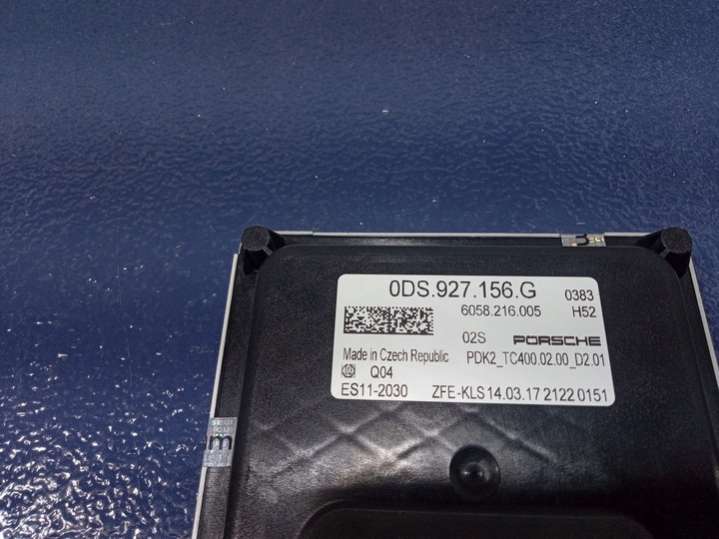 0DS.927.156.G 0383
6058.216.005 H52
02S PORSCHE
Made in Czech Republic PDK2_TC400.02.00_D2.01
Q04
ES11-2030 ZFE-KLS 14.03.17 2122 0151
m